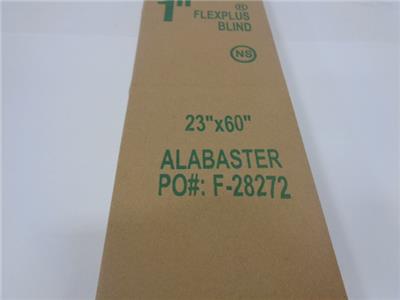 1" ®
FLEXPLUS
BLIND
NS
23"x60"
ALABASTER
PO#: F-28272